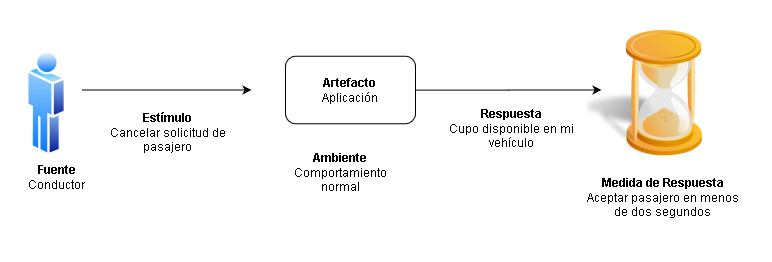 Fuente
Conductor
Estímulo
Cancelar solicitud de
pasajero
Artefacto
Aplicación
Ambiente
Comportamiento
normal
Respuesta
Cupo disponible en mi
vehículo
Medida de Respuesta
Aceptar pasajero en menos
de dos segundos